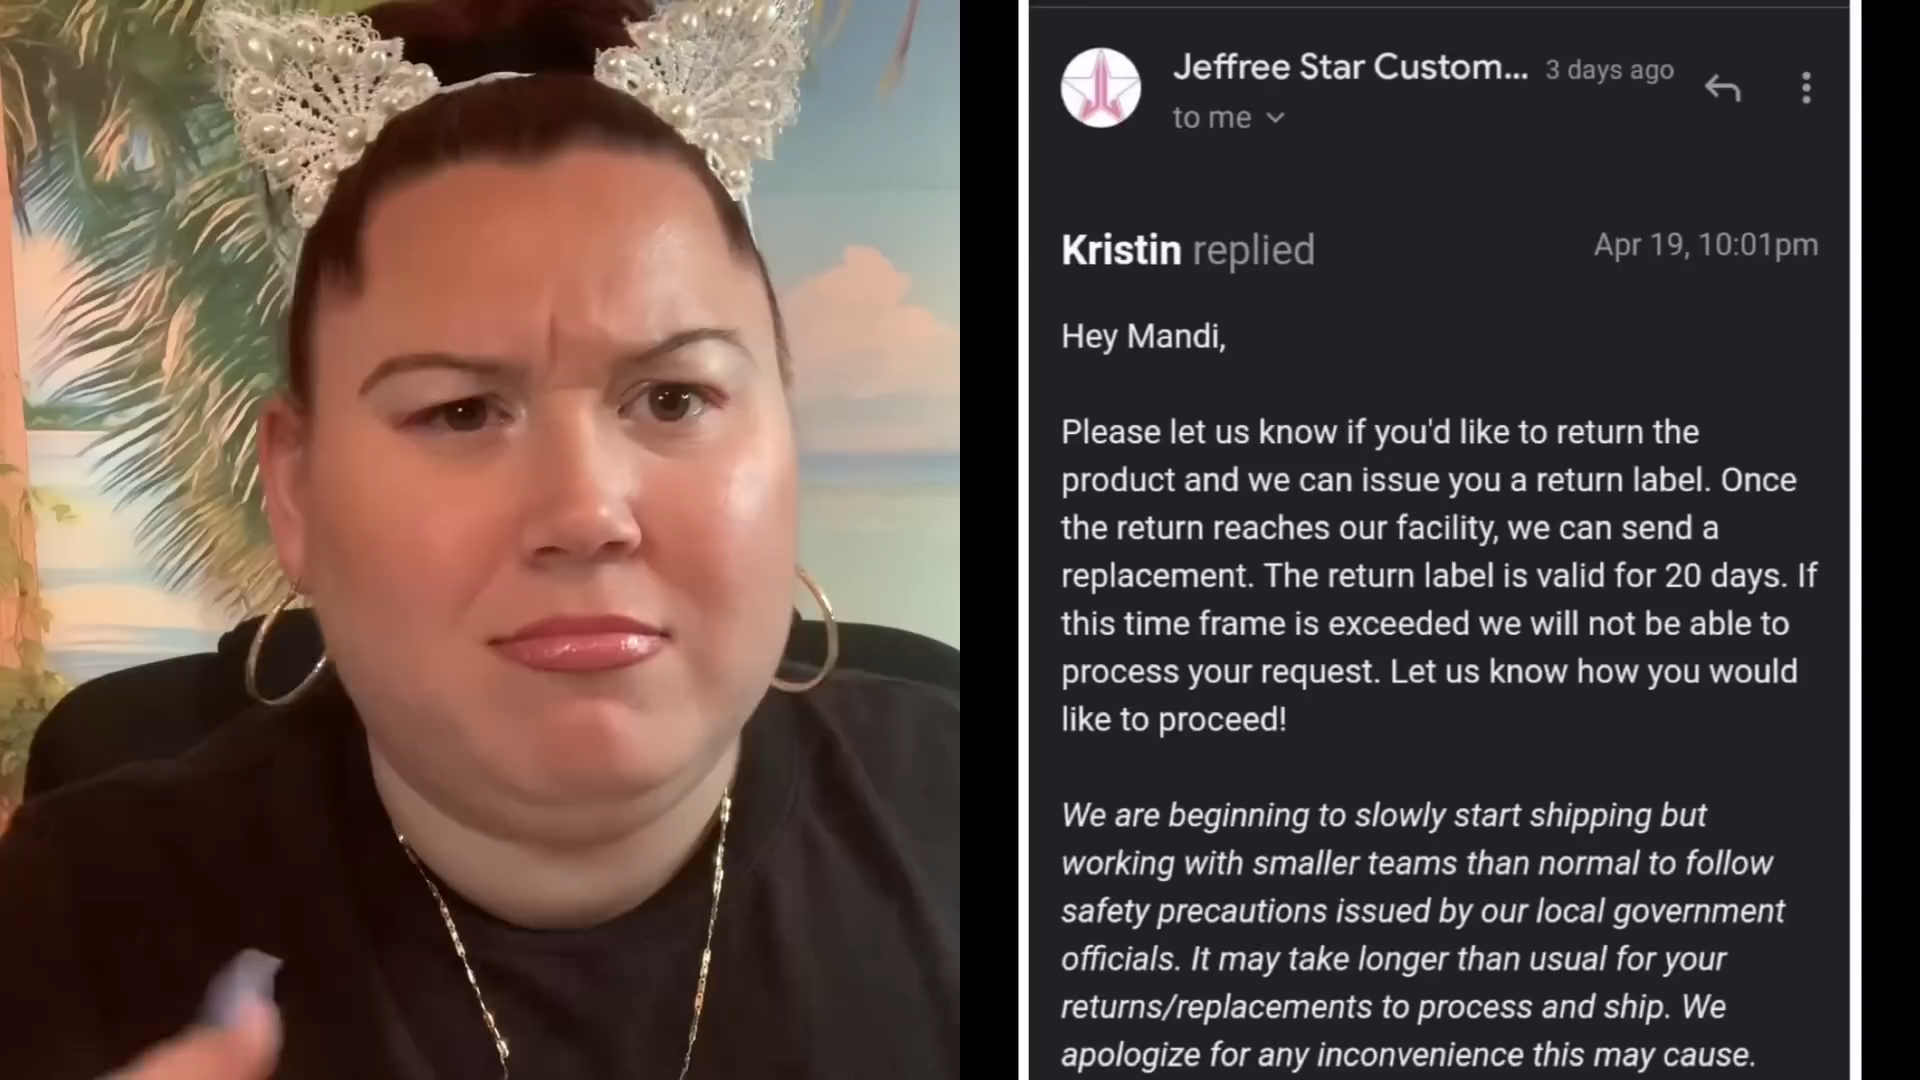 Jeffree Star Custom... 3 days ago
to me
Kristin replied Apr 19, 10:01pm
Hey Mandi,
Please let us know if you'd like to return the
product and we can issue you a return label. Once
the return reaches our facility, we can send a
replacement. The return label is valid for 20 days. If
this time frame is exceeded we will not be able to
process your request. Let us know how you would
like to proceed!
We are beginning to slowly start shipping but
working with smaller teams than normal to follow
safety precautions issued by our local government
officials. It may take longer than usual for your
returns/replacements to process and ship. We
apologize for any inconvenience this may cause.